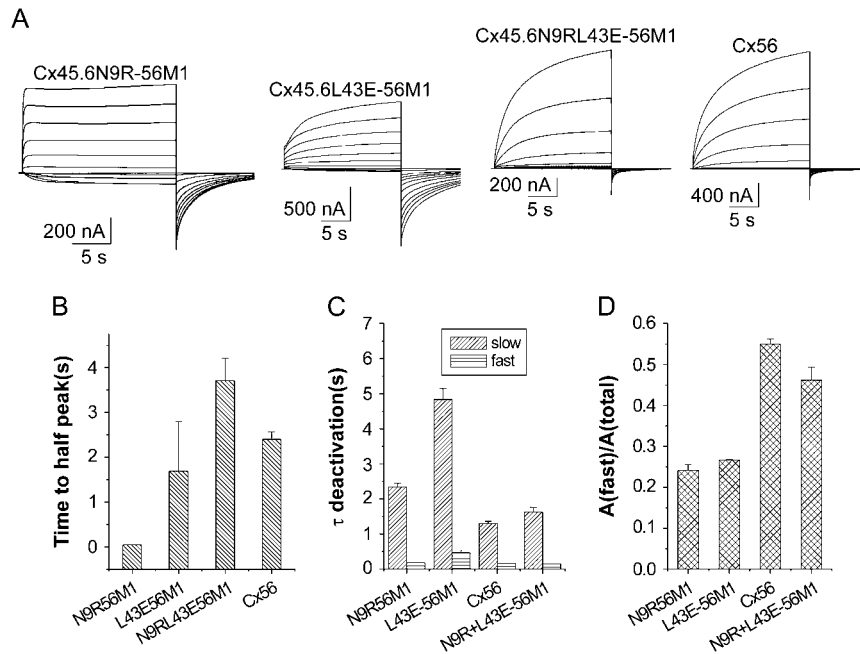 A
Cx45.6N9R-56M1
Cx45.6L43E-56M1
Cx45.6N9RL43E-56M1
Cx56
200 nA
5 s
500 nA
5 s
200 nA
5 s
400 nA
5 s
B
Time to half peak(s)
4
3
2
1
0
N9R56M1
L43E56M1
N9RL43E56M1
Cx56
C
τ deactivation(s)
7
6
5
4
3
2
1
0
slow
fast
N9R56M1
L43E-56M1
Cx56
N9R+L43E-56M1
D
A(fast)/A(total)
0.6
0.5
0.4
0.3
0.2
0.1
0.0
N9R56M1
L43E-56M1
Cx56
N9R+L43E-56M1